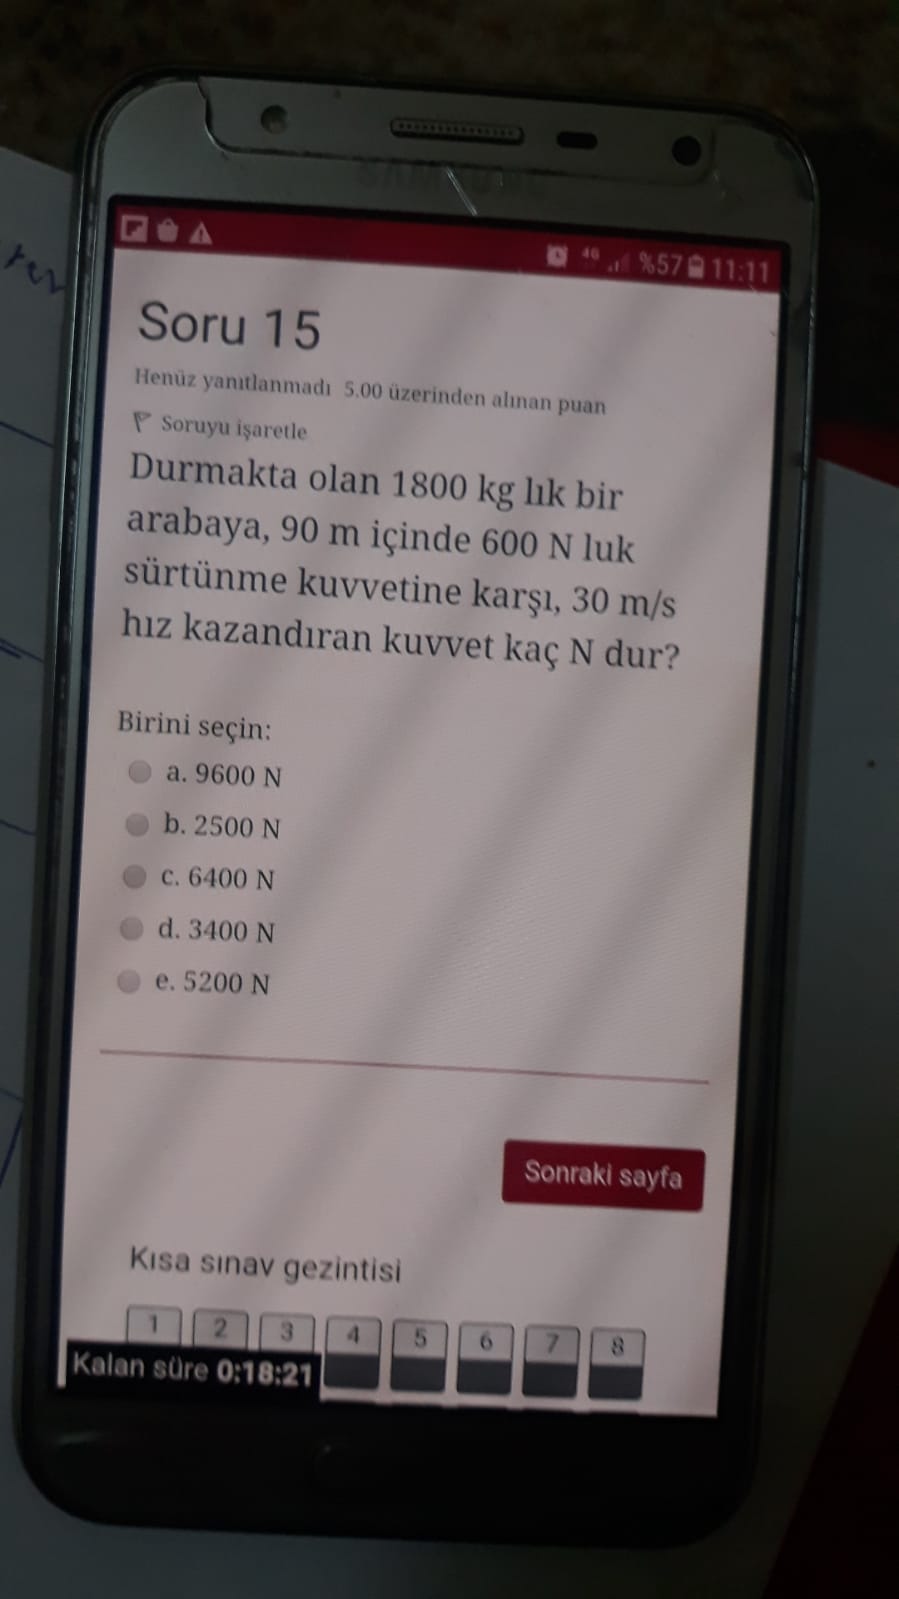 SAMSUNG
4G %57 11:11
Soru 15
Henüz yanıtlanmadı 5.00 üzerinden alınan puan
Soruyu işaretle
Durmakta olan 1800 kg lık bir
arabaya, 90 m içinde 600 N luk
sürtünme kuvvetine karşı, 30 m/s
hız kazandıran kuvvet kaç N dur?
Birini seçin:
a. 9600 N
b. 2500 N
c. 6400 N
d. 3400 N
e. 5200 N
Sonraki sayfa
Kısa sınav gezintisi
1 2 3 4 5 6 7 8
Kalan süre 0:18:21